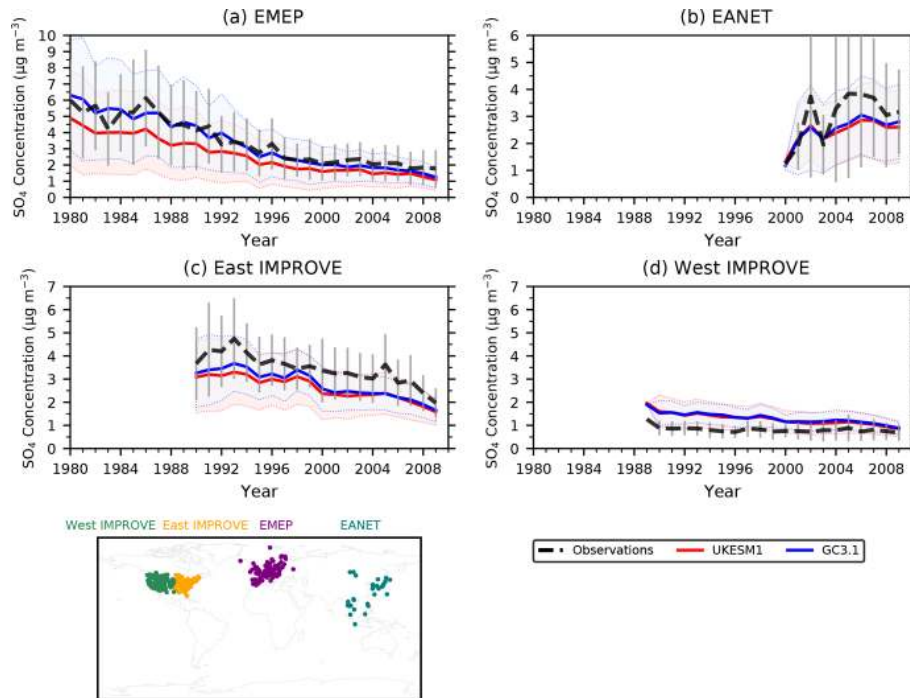 (a) EMEP
SO₄ Concentration (μg m⁻³)
10
9
8
7
6
5
4
3
2
1
0
1980 1984 1988 1992 1996 2000 2004 2008
Year
(b) EANET
SO₄ Concentration (μg m⁻³)
6
5
4
3
2
1
0
1980 1984 1988 1992 1996 2000 2004 2008
Year
(c) East IMPROVE
SO₄ Concentration (μg m⁻³)
7
6
5
4
3
2
1
0
1980 1984 1988 1992 1996 2000 2004 2008
Year
(d) West IMPROVE
SO₄ Concentration (μg m⁻³)
7
6
5
4
3
2
1
0
1980 1984 1988 1992 1996 2000 2004 2008
Year
West IMPROVE East IMPROVE EMEP EANET
Observations UKESM1 GC3.1